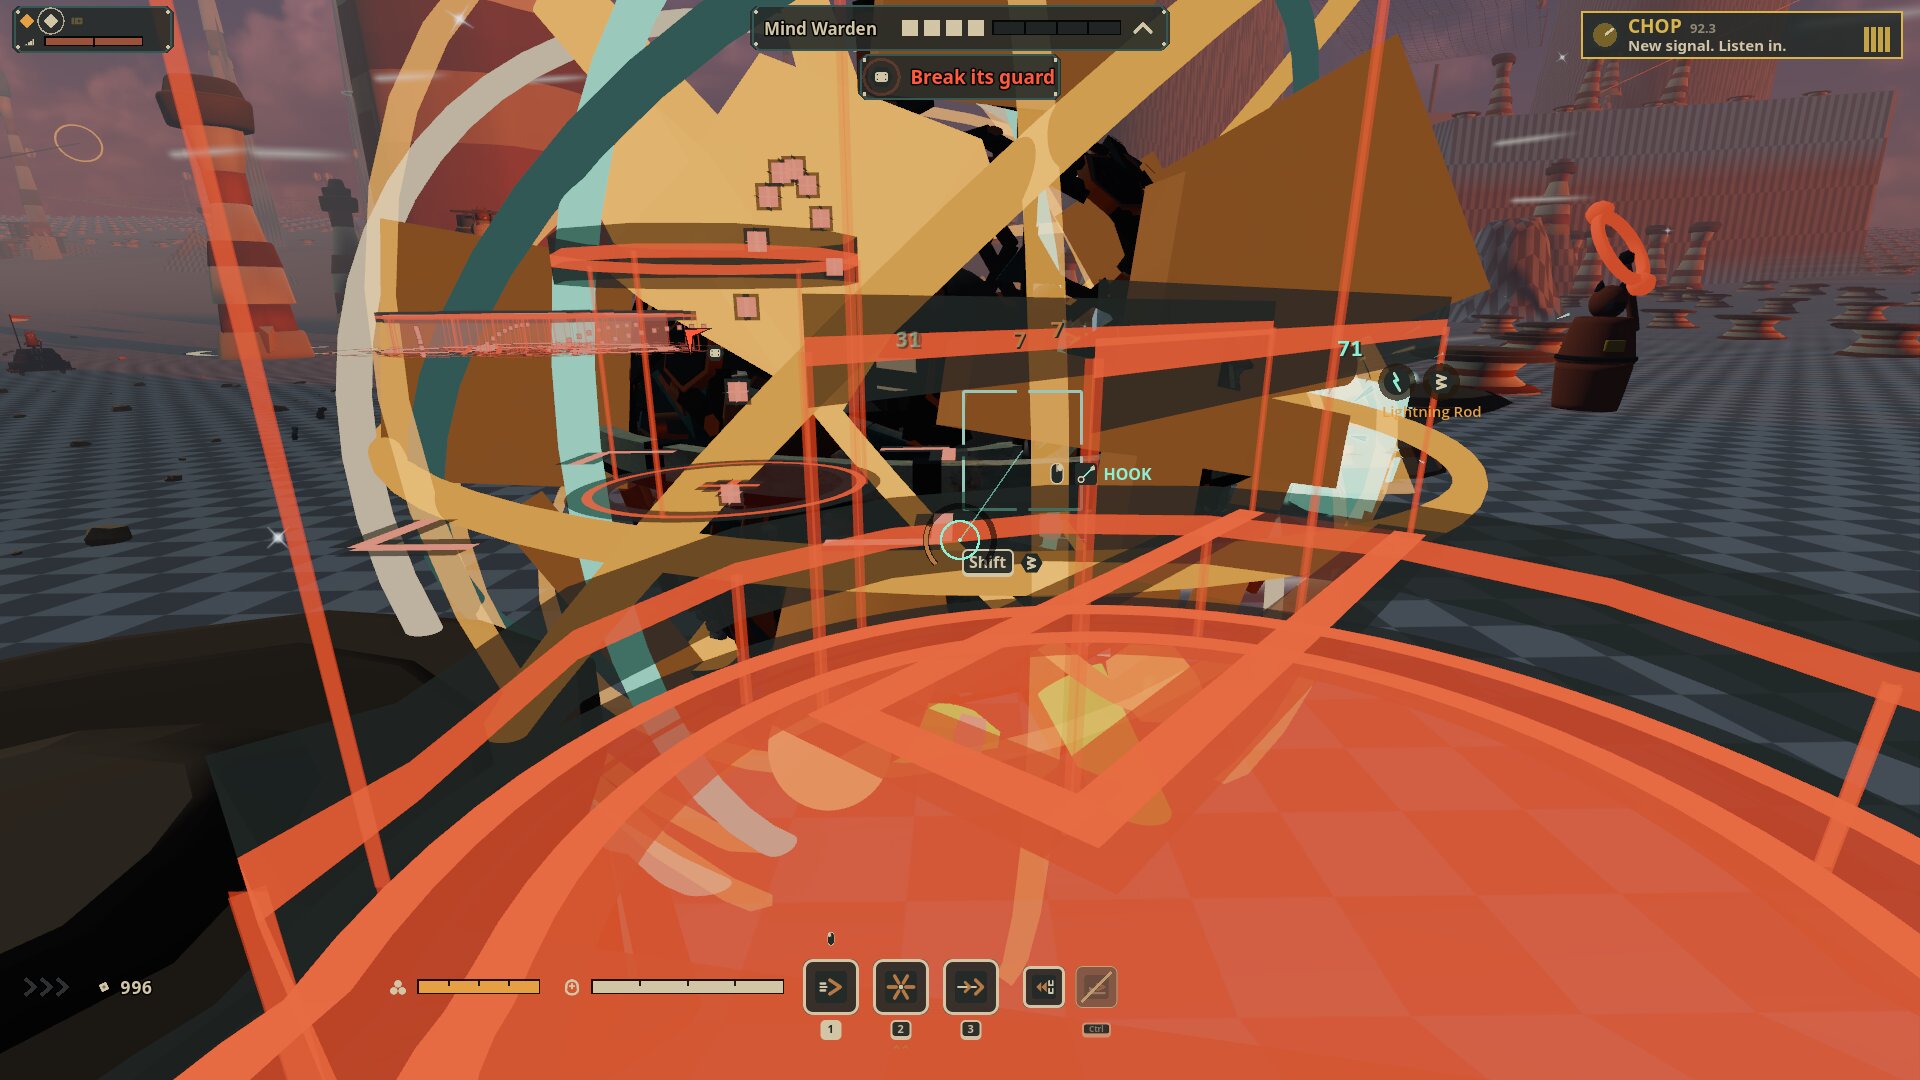 Mind Warden
Break its guard
CHOP 92.3
New signal. Listen in.
31
7
7
71
Lightning Rod
HOOK
Shift
996
1
2
3
Ctrl